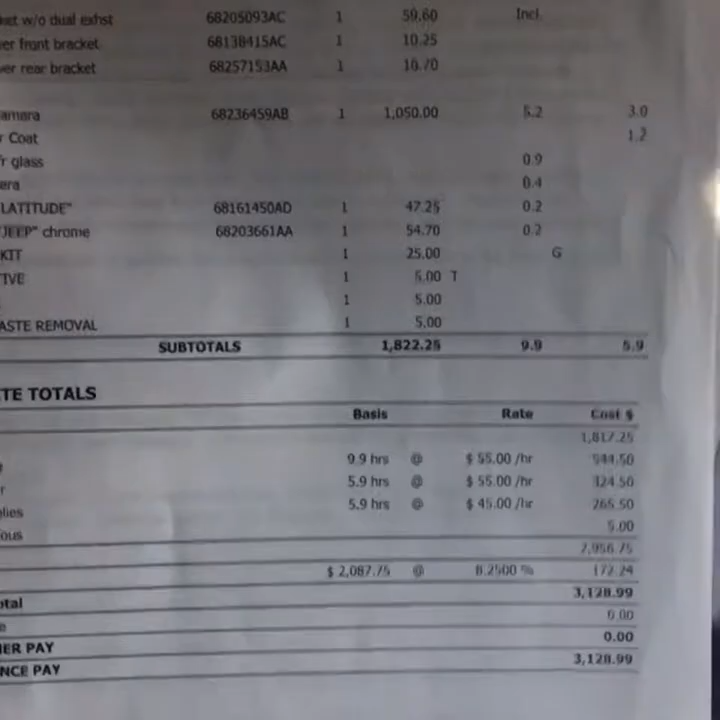 ket w/o dual exhst 68205093AC 1 59.60 Incl.
er front bracket 68138415AC 1 10.25
er rear bracket 68257153AA 1 10.70
amara 68236459AB 1 1,050.00 5.2 3.0
r Coat 1.2
r glass 0.9
era 0.4
LATITUDE" 68161450AD 1 47.25 0.2
"JEEP" chrome 68203661AA 1 54.70 0.2
KIT 1 25.00 G
TIVE 1 5.00 T
1 5.00
ASTE REMOVAL 1 5.00
SUBTOTALS 1,822.25 9.9 5.9
TE TOTALS
Basis Rate Cost $
1,817.25
9.9 hrs @ $ 55.00 /hr 544.50
r 5.9 hrs @ $ 55.00 /hr 324.50
plies 5.9 hrs @ $ 45.00 /hr 265.50
ous 5.00
2,956.75
$ 2,087.75 @ 8.2500 % 172.24
otal 3,128.99
e 0.00
ER PAY 0.00
NCE PAY 3,128.99